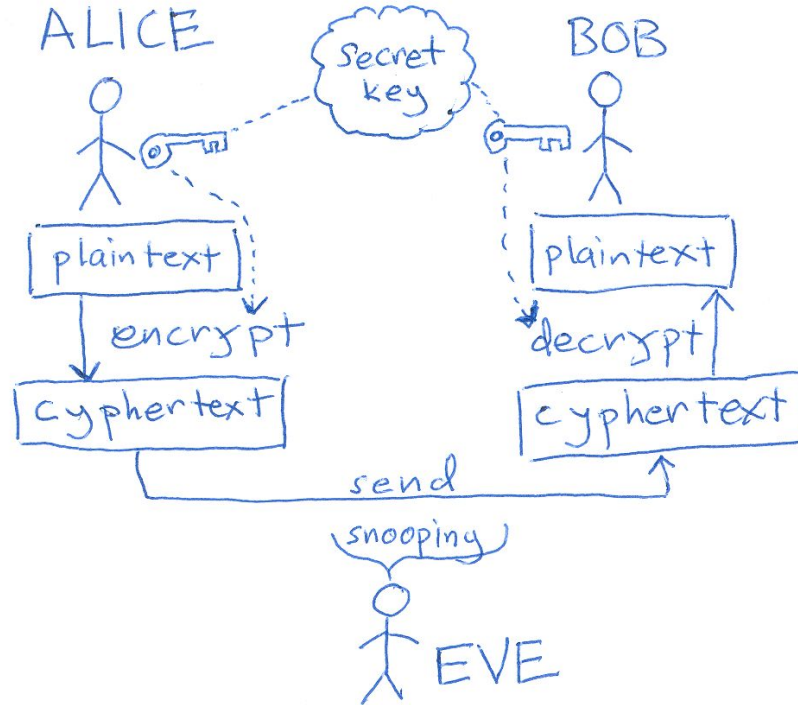 ALICE
secret
key
BOB
plaintext
plaintext
encrypt
decrypt
cyphertext
cyphertext
send
snooping
EVE